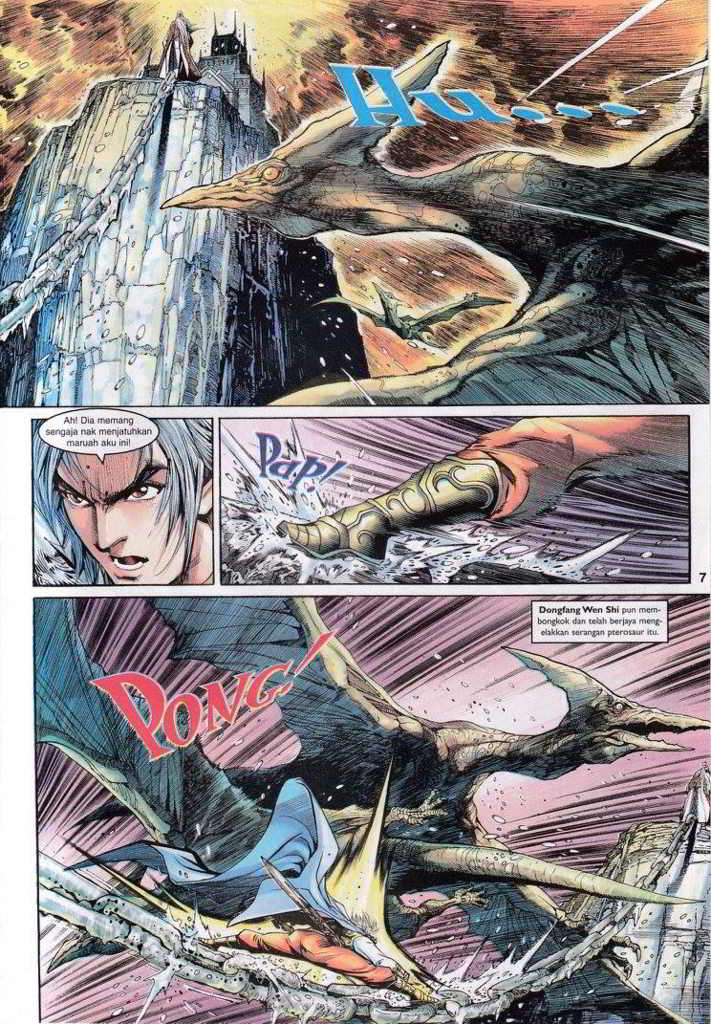 Hu...
Ah! Dia memang
sengaja nak menjatuhkan
maruah aku ini!
Pap!
7
Dongfang Wen Shi pun mem-
bongkok dan telah berjaya meng-
elakkan serangan pterosaur itu.
PONG!